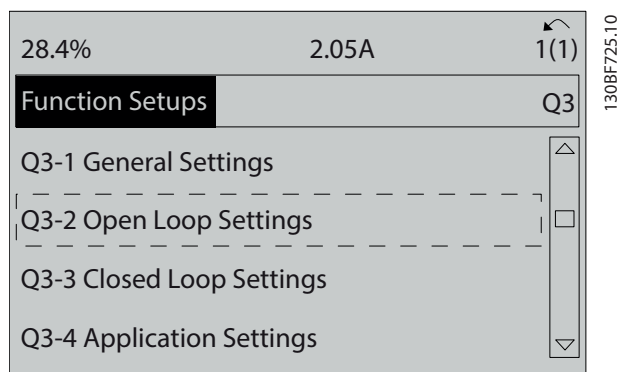 28.4% 2.05A 1(1)
Function Setups Q3
Q3-1 General Settings
Q3-2 Open Loop Settings
Q3-3 Closed Loop Settings
Q3-4 Application Settings
130BF725.10